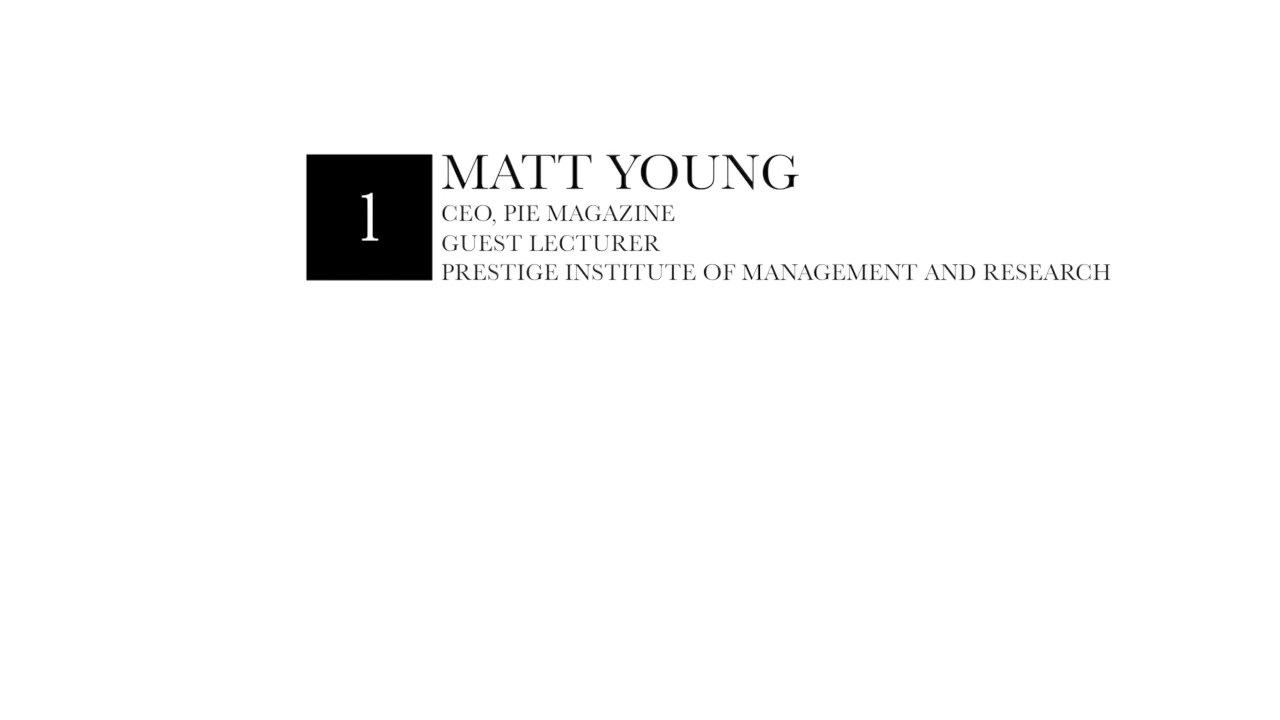 1
MATT YOUNG
CEO, PIE MAGAZINE
GUEST LECTURER
PRESTIGE INSTITUTE OF MANAGEMENT AND RESEARCH